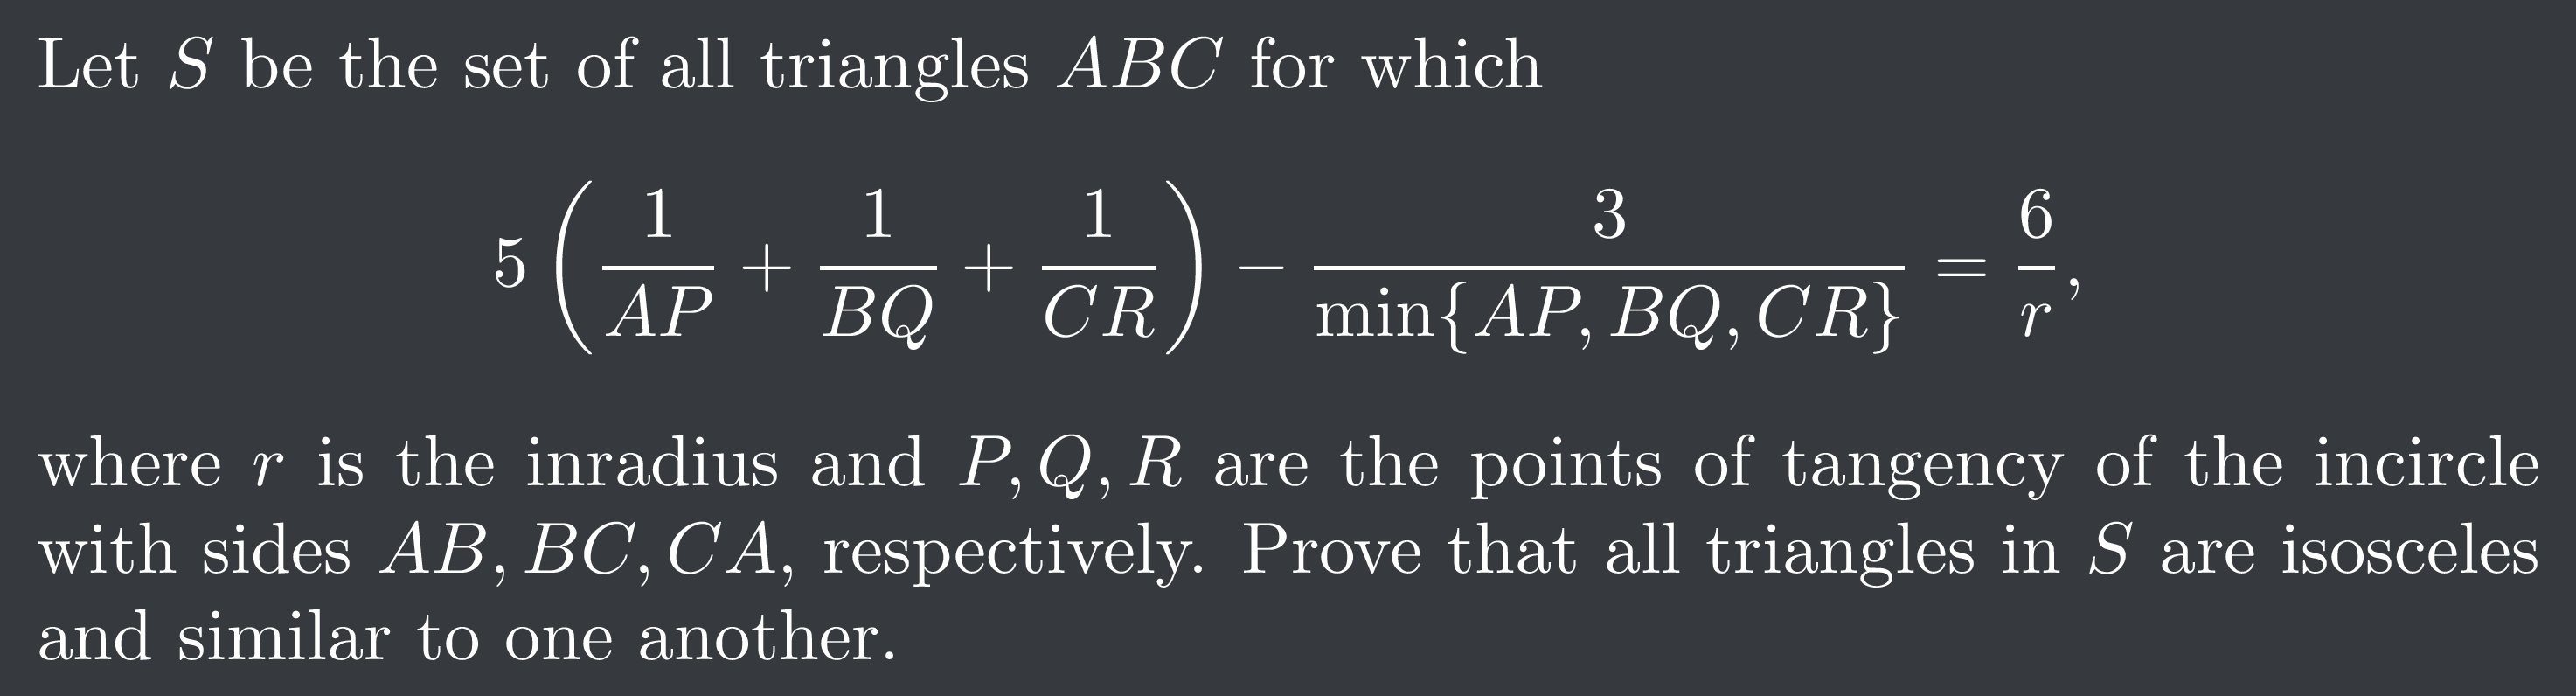 Let S be the set of all triangles ABC for which
5 ( 1/AP + 1/BQ + 1/CR ) − 3/min{AP, BQ, CR} = 6/r,
where r is the inradius and P, Q, R are the points of tangency of the incircle
with sides AB, BC, CA, respectively. Prove that all triangles in S are isosceles
and similar to one another.